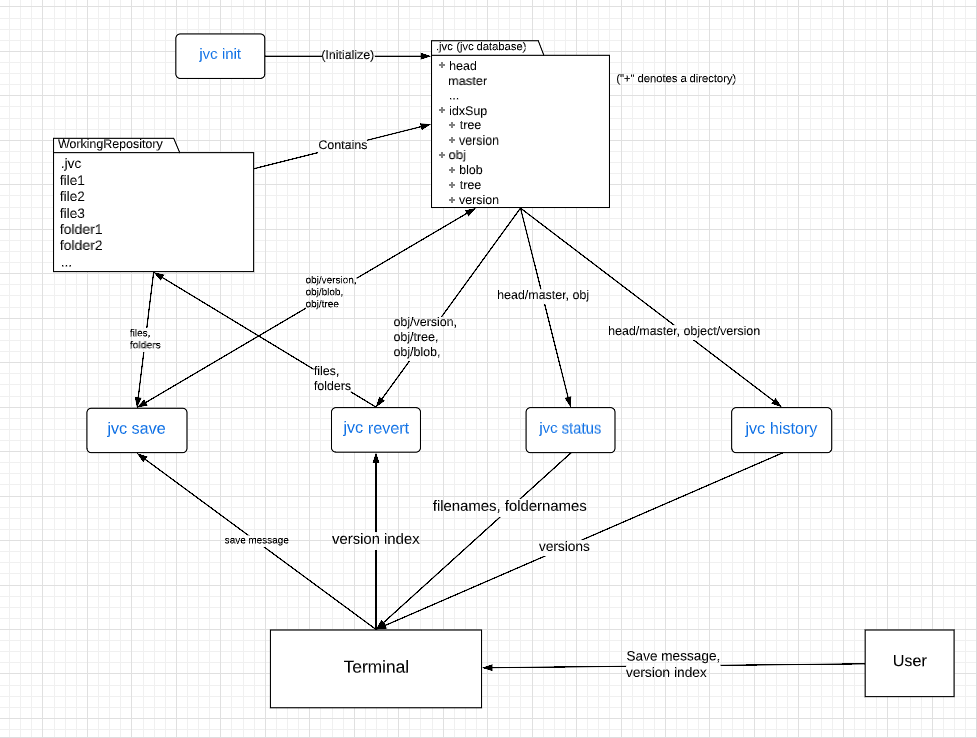 jvc init
(Initialize)
.jvc (jvc database)
+ head
master
...
+ idxSup
+ tree
+ version
+ obj
+ blob
+ tree
+ version
("+" denotes a directory)
WorkingRepository
.jvc
file1
file2
file3
folder1
folder2
...
Contains
obj/version,
obj/blob,
obj/tree
files,
folders
files,
folders
obj/version,
obj/tree,
obj/blob,
head/master, obj
head/master, object/version
jvc save
jvc revert
jvc status
jvc history
save message
version index
filenames, foldernames
versions
Terminal
Save message,
version index
User